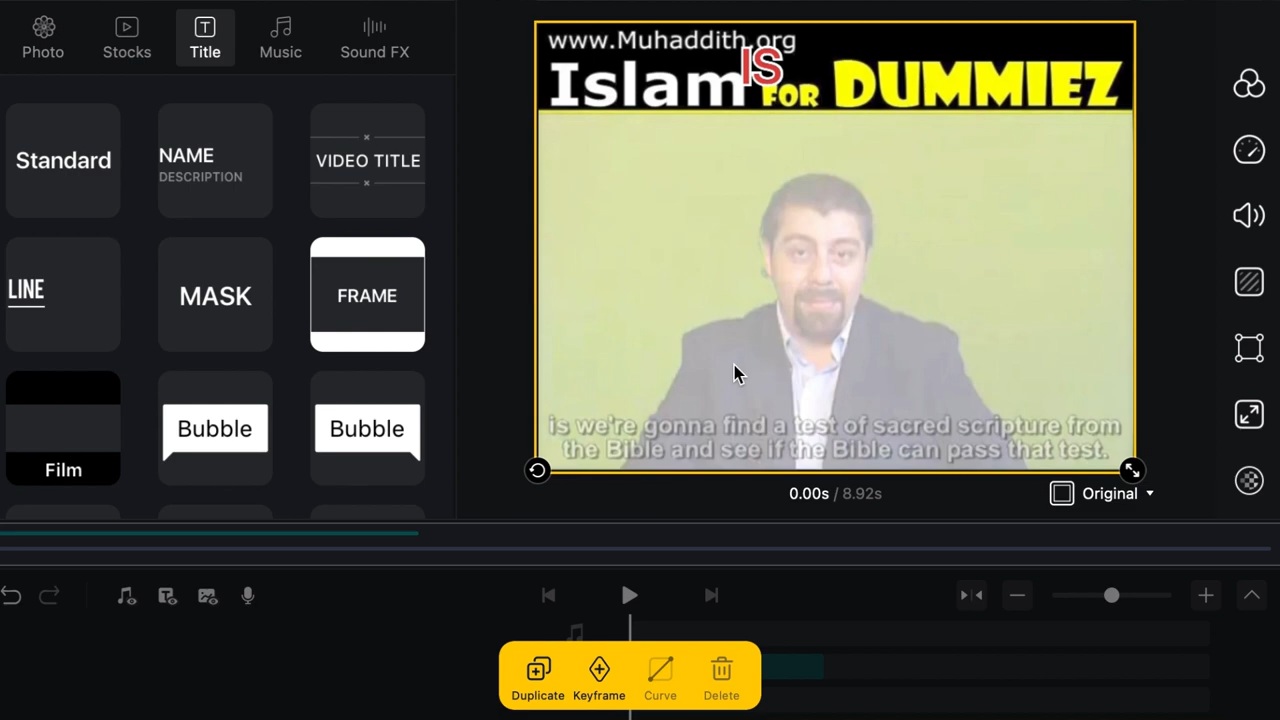 Photo
Stocks
Title
Music
Sound FX
Standard
NAME
DESCRIPTION
VIDEO TITLE
LINE
MASK
FRAME
Film
Bubble
Bubble
www.Muhaddith.org
IS
Islam FOR DUMMIEZ
is we're gonna find a test of sacred scripture from
the Bible and see if the Bible can pass that test.
0.00s / 8.92s
Original
Duplicate
Keyframe
Curve
Delete